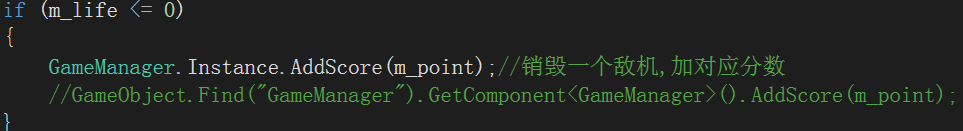 if (m_life <= 0)
{
GameManager.Instance.AddScore(m_point);//销毁一个敌机,加对应分数
//GameObject.Find("GameManager").GetComponent<GameManager>().AddScore(m_point);
}